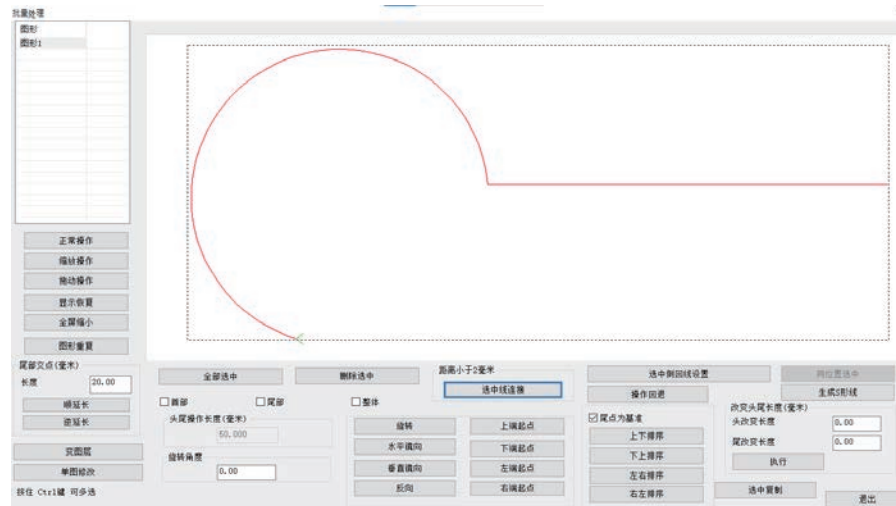 批量处理
图形
图形1
正常操作
缩放操作
拖动操作
显示恢复
全屏缩小
图形重复
尾部交点(毫米)
长度 20.00
顺延长
逆延长
变图层
单图修改
按住 Ctrl键 可多选
全部选中
删除选中
距离小于2毫米
选中线连接
首部
尾部
整体
头尾操作长度(毫米)
50.000
旋转角度
0.00
旋转
上端起点
水平镜向
下端起点
垂直镜向
左端起点
反向
右端起点
选中倒回线设置
同位置选中
操作回退
生成S形线
尾点为基准
上下排序
下上排序
左右排序
右左排序
改变头尾长度(毫米)
头改变长度 0.00
尾改变长度 0.00
执行
选中复制
退出